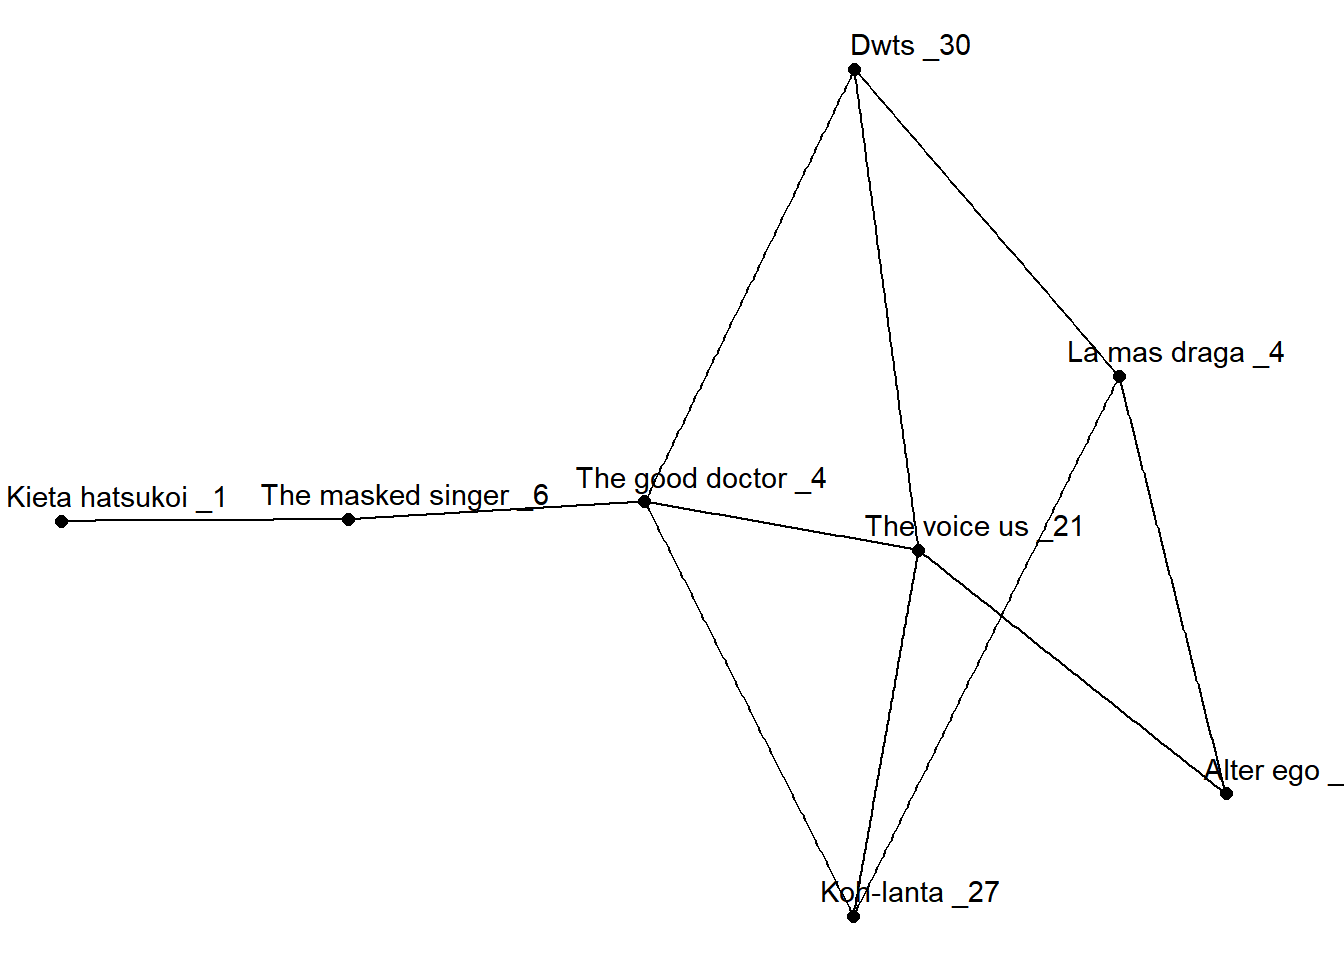 Dwts _30
La mas draga _4
The good doctor _4
Kieta hatsukoi _1
The masked singer _6
The voice us _21
Alter ego _
Koh-lanta _27